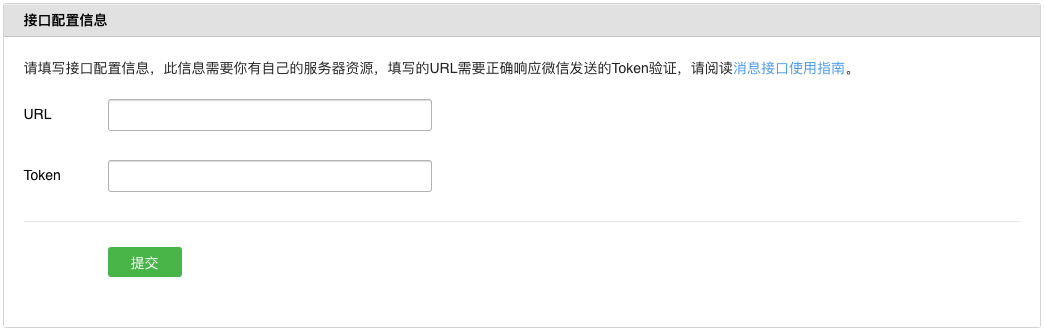 接口配置信息
请填写接口配置信息，此信息需要你有自己的服务器资源，填写的URL需要正确响应微信发送的Token验证，请阅读消息接口使用指南。
URL
Token
提交